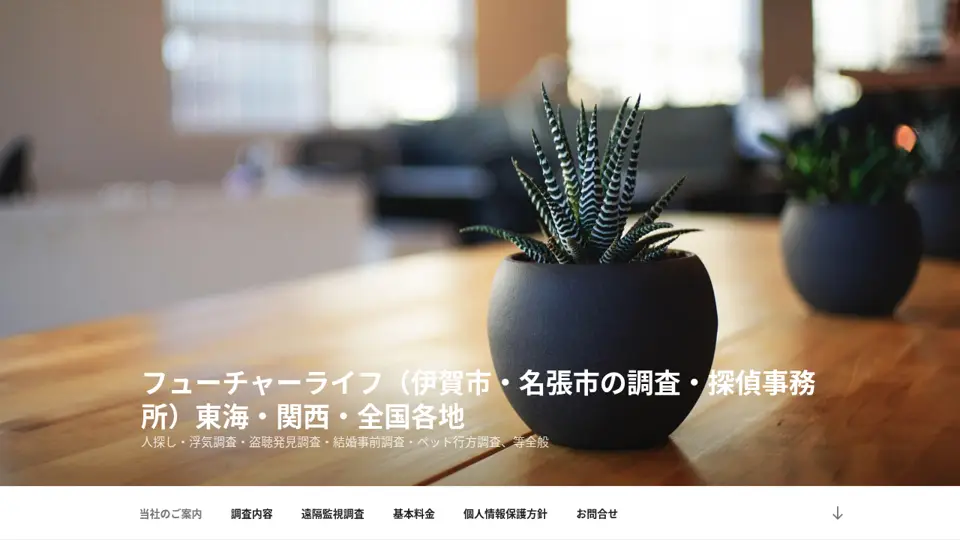 フューチャーライフ（伊賀市・名張市の調査・探偵事務
所）東海・関西・全国各地
人探し・浮気調査・盗聴発見調査・結婚事前調査・ペット行方調査、等全般
当社のご案内 調査内容 遠隔監視調査 基本料金 個人情報保護方針 お問合せ